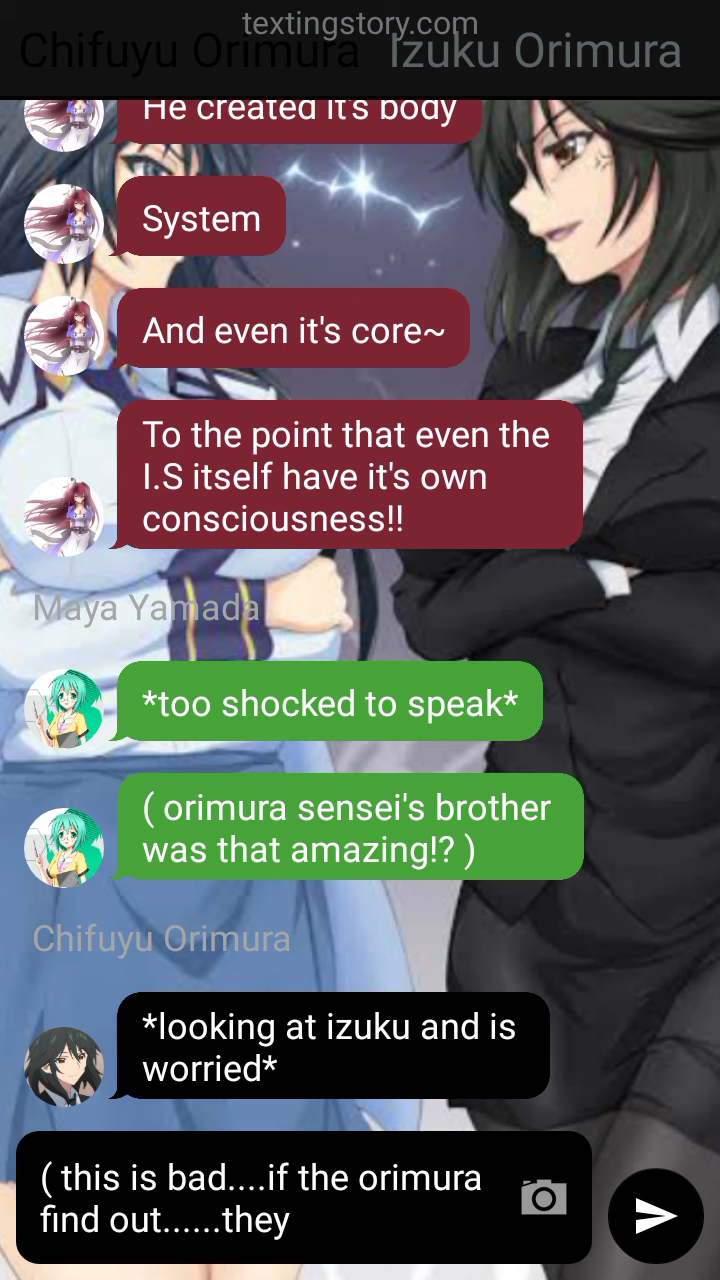 textingstory.com
Chifuyu Orimura Izuku Orimura
He created it's body
System
And even it's core~
To the point that even the
I.S itself have it's own
consciousness!!
Maya Yamada
*too shocked to speak*
( orimura sensei's brother
was that amazing!? )
Chifuyu Orimura
*looking at izuku and is
worried*
( this is bad....if the orimura
find out......they